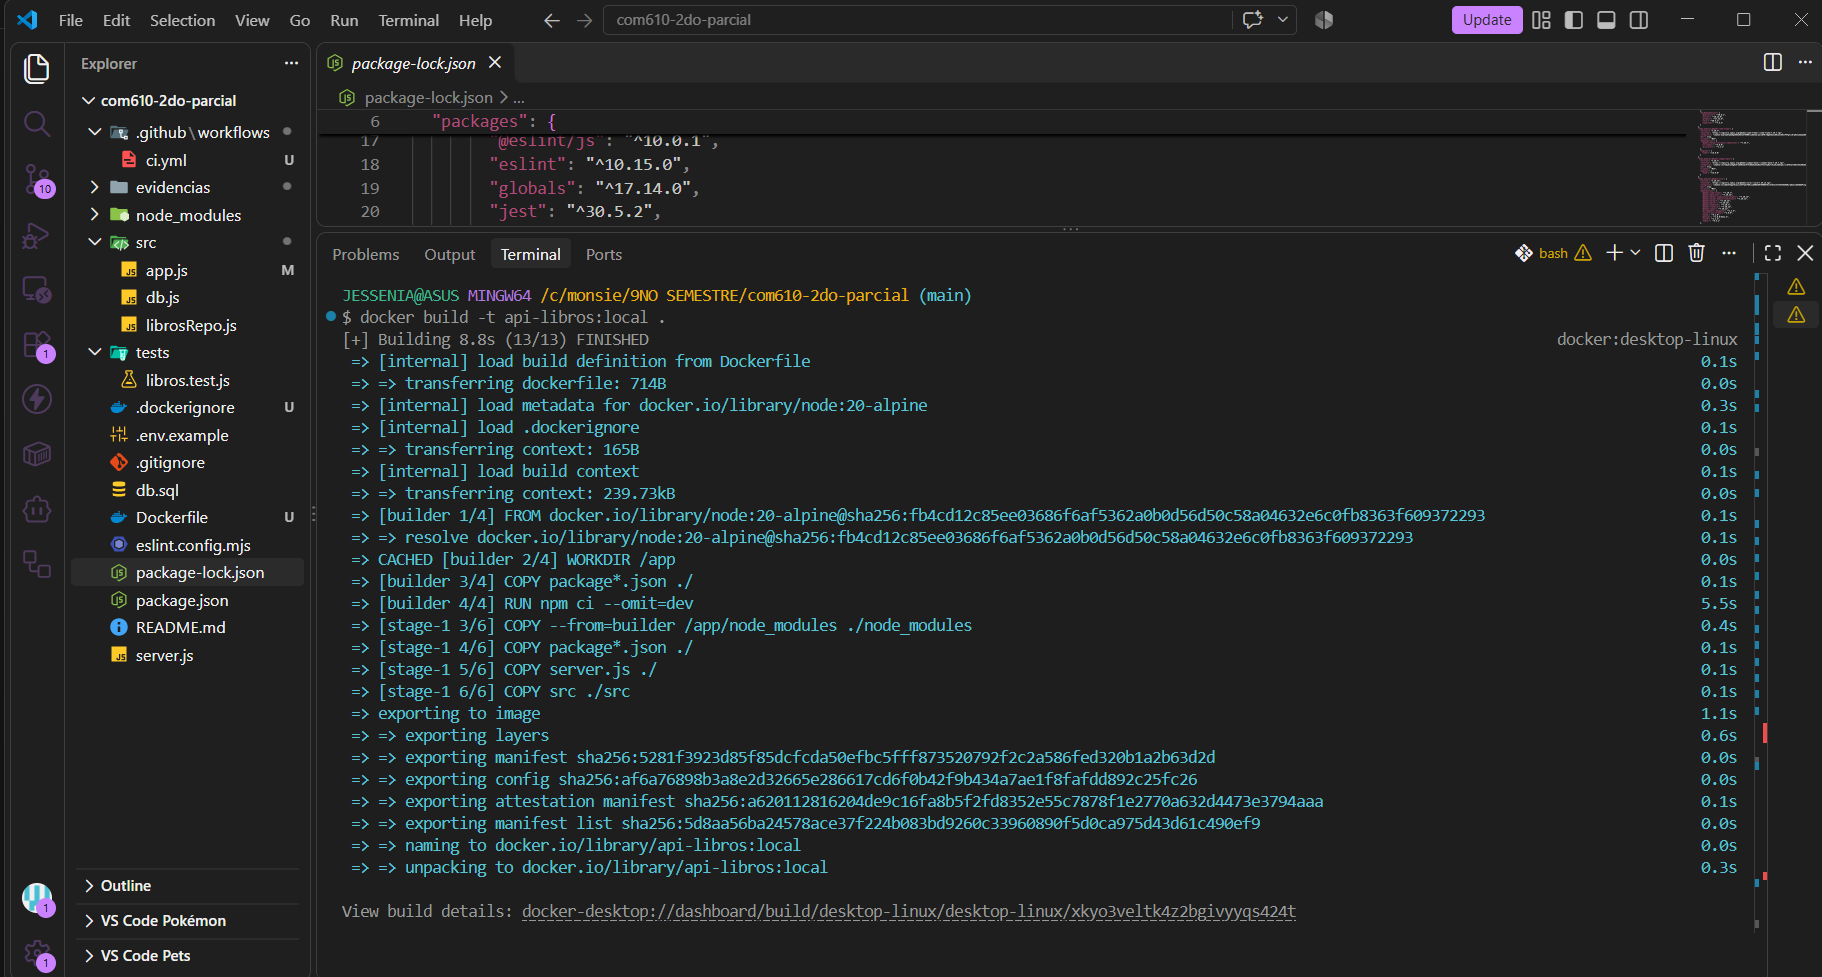 File Edit Selection View Go Run Terminal Help
com610-2do-parcial
Update
Explorer
com610-2do-parcial
.github\workflows
ci.yml U
evidencias
node_modules
src
app.js M
db.js
librosRepo.js
tests
libros.test.js
.dockerignore U
.env.example
.gitignore
db.sql
Dockerfile U
eslint.config.mjs
package-lock.json
package.json
README.md
server.js
Outline
VS Code Pokémon
VS Code Pets
10
1
1
1
package-lock.json
package-lock.json > ...
6 "packages": {
17 "@eslint/js": "^10.0.1",
18 "eslint": "^10.15.0",
19 "globals": "^17.14.0",
20 "jest": "^30.5.2",
Problems Output Terminal Ports
bash
JESSENIA@ASUS MINGW64 /c/monsie/9NO SEMESTRE/com610-2do-parcial (main)
$ docker build -t api-libros:local .
[+] Building 8.8s (13/13) FINISHED docker:desktop-linux
=> [internal] load build definition from Dockerfile 0.1s
=> => transferring dockerfile: 714B 0.0s
=> [internal] load metadata for docker.io/library/node:20-alpine 0.3s
=> [internal] load .dockerignore 0.1s
=> => transferring context: 165B 0.0s
=> [internal] load build context 0.1s
=> => transferring context: 239.73kB 0.0s
=> [builder 1/4] FROM docker.io/library/node:20-alpine@sha256:fb4cd12c85ee03686f6af5362a0b0d56d50c58a04632e6c0fb8363f609372293 0.1s
=> => resolve docker.io/library/node:20-alpine@sha256:fb4cd12c85ee03686f6af5362a0b0d56d50c58a04632e6c0fb8363f609372293 0.1s
=> CACHED [builder 2/4] WORKDIR /app 0.0s
=> [builder 3/4] COPY package*.json ./ 0.1s
=> [builder 4/4] RUN npm ci --omit=dev 5.5s
=> [stage-1 3/6] COPY --from=builder /app/node_modules ./node_modules 0.4s
=> [stage-1 4/6] COPY package*.json ./ 0.1s
=> [stage-1 5/6] COPY server.js ./ 0.1s
=> [stage-1 6/6] COPY src ./src 0.1s
=> exporting to image 1.1s
=> => exporting layers 0.6s
=> => exporting manifest sha256:5281f3923d85f85dcfcda50efbc5fff873520792f2c2a586fed320b1a2b63d2d 0.0s
=> => exporting config sha256:af6a76898b3a8e2d32665e286617cd6f0b42f9b434a7ae1f8fafdd892c25fc26 0.0s
=> => exporting attestation manifest sha256:a620112816204de9c16fa8b5f2fd8352e55c7878f1e2770a632d4473e3794aaa 0.1s
=> => exporting manifest list sha256:5d8aa56ba24578ace37f224b083bd9260c33960890f5d0ca975d43d61c490ef9 0.0s
=> => naming to docker.io/library/api-libros:local 0.0s
=> => unpacking to docker.io/library/api-libros:local 0.3s
View build details: docker-desktop://dashboard/build/desktop-linux/desktop-linux/xkyo3veltk4z2bgivyyqs424t